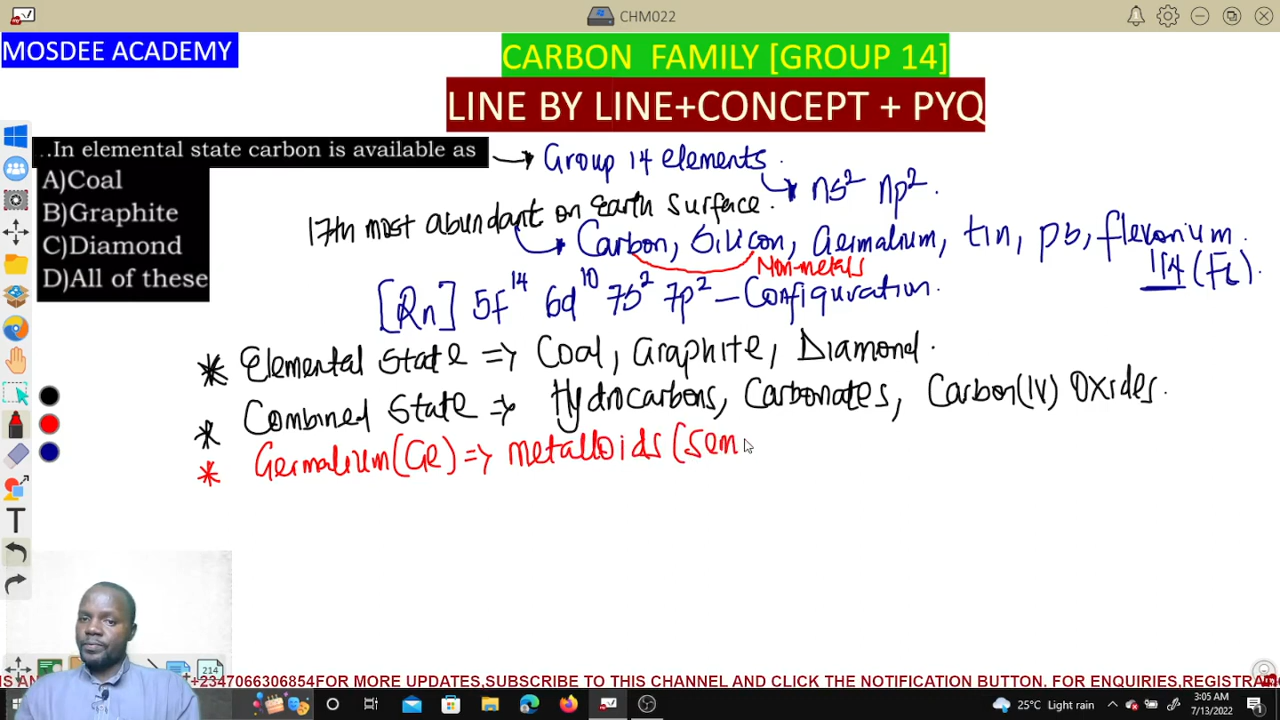 CHM022
MOSDEE ACADEMY
CARBON FAMILY [GROUP 14]
LINE BY LINE+CONCEPT + PYQ
..In elemental state carbon is available as
A)Coal
B)Graphite
C)Diamond
D)All of these
Group 14 elements.
ns² np².
17th most abundant on Earth Surface.
Carbon, Silicon, Germalium, tin, pb, flevorium.
Non-metals
114 (FL).
[Rn] 5f¹⁴ 6d¹⁰ 7s² 7p² – Configuration.
* Elemental State => Coal, Graphite, Diamond.
* Combined State => Hydrocarbons, Carbonates, Carbon(IV) Oxides.
* Germalium(Ge) => metalloids (Sem
214
+2347066306854FOR MORE UPDATES,SUBSCRIBE TO THIS CHANNEL AND CLICK THE NOTIFICATION BUTTON. FOR ENQUIRIES,REGISTRA
25°C Light rain
3:05 AM
7/13/2022